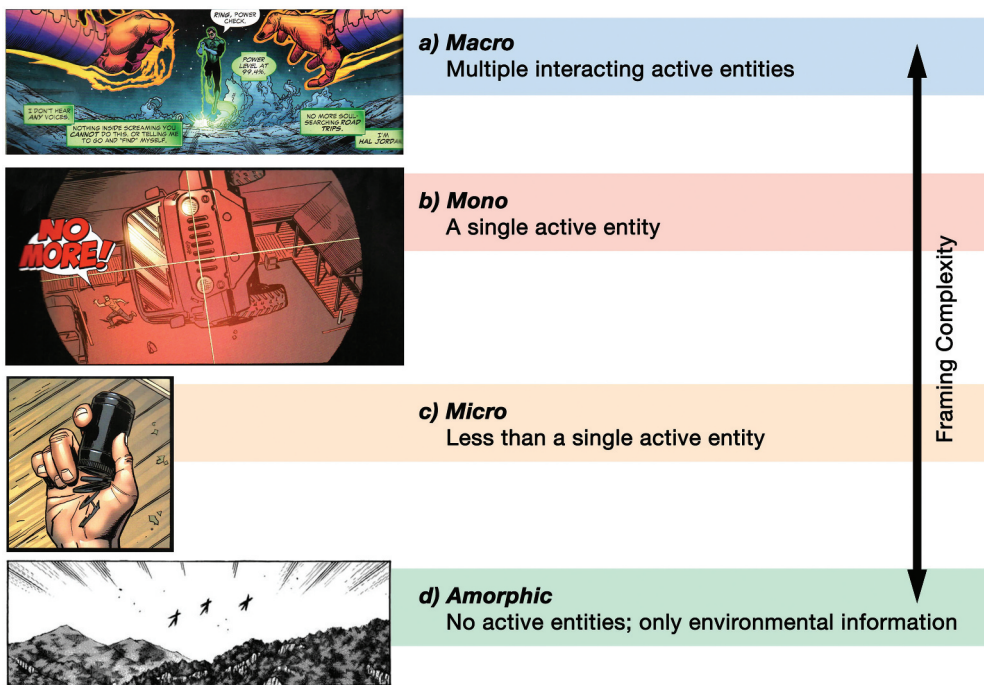 RING, POWER
CHECK.
POWER
LEVEL AT
99.4%.
I DON'T HEAR
ANY VOICES.
NOTHING INSIDE SCREAMING YOU
CANNOT DO THIS. OR TELLING ME
TO GO AND "FIND" MYSELF.
NO MORE SOUL-
SEARCHING ROAD
TRIPS.
I'M
HAL JORDAN
a) Macro
Multiple interacting active entities
NO
MORE!
b) Mono
A single active entity
c) Micro
Less than a single active entity
d) Amorphic
No active entities; only environmental information
Framing Complexity